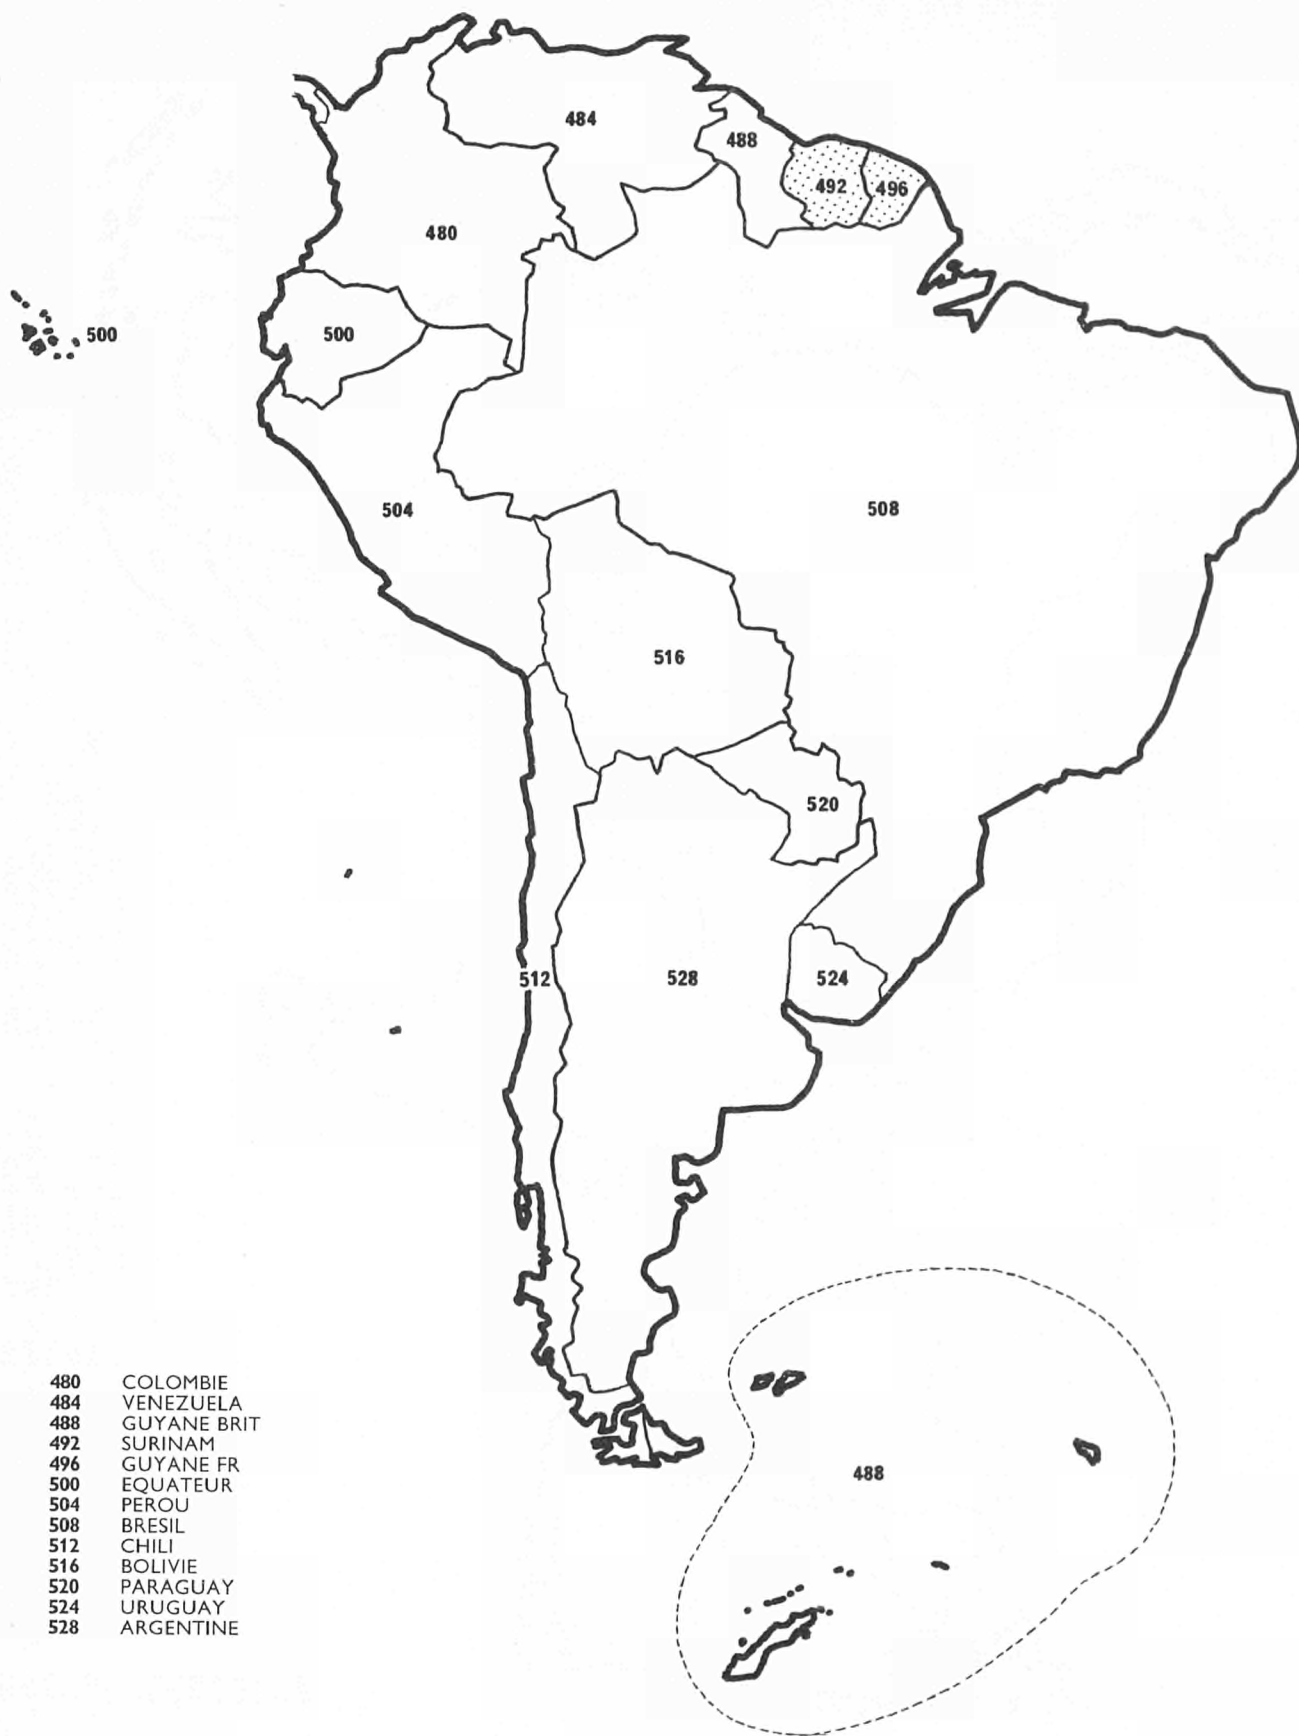 484
488
492
496
480
500
500
504
508
516
520
512
528
524
488
480 COLOMBIE
484 VENEZUELA
488 GUYANE BRIT
492 SURINAM
496 GUYANE FR
500 EQUATEUR
504 PEROU
508 BRESIL
512 CHILI
516 BOLIVIE
520 PARAGUAY
524 URUGUAY
528 ARGENTINE